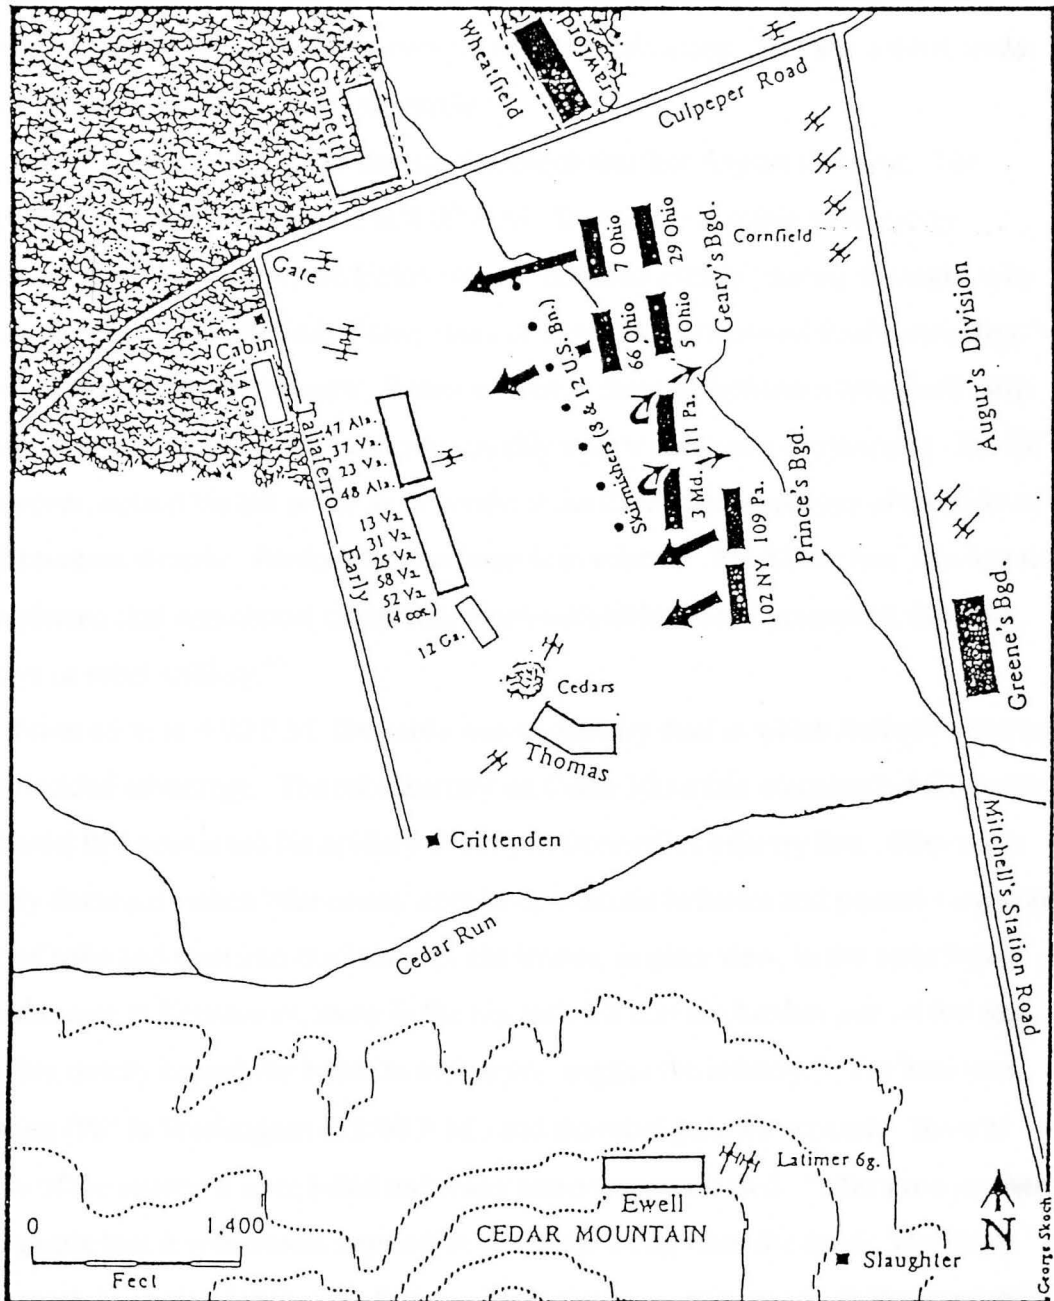 Wheatfield
Crawford
Garnett
Culpeper Road
Gate
Cabin
7 Ohio
29 Ohio
Cornfield
Geary's Bgd.
66 Ohio
5 Ohio
Skirmishers (8 & 12 U.S. Bn.)
111 Pa.
3 Md.
109 Pa.
102 NY
Prince's Bgd.
Augur's Division
Greene's Bgd.
Taliaferro
Early
47 Ala.
37 Va.
23 Va.
48 Ala.
13 Va.
31 Va.
25 Va.
58 Va.
52 Va.
(4 cos.)
12 Ga.
Cedars
Thomas
Crittenden
Cedar Run
Mitchell's Station Road
Latimer 6g.
Ewell
CEDAR MOUNTAIN
Slaughter
0 1,400
Feet
N
George Skoch